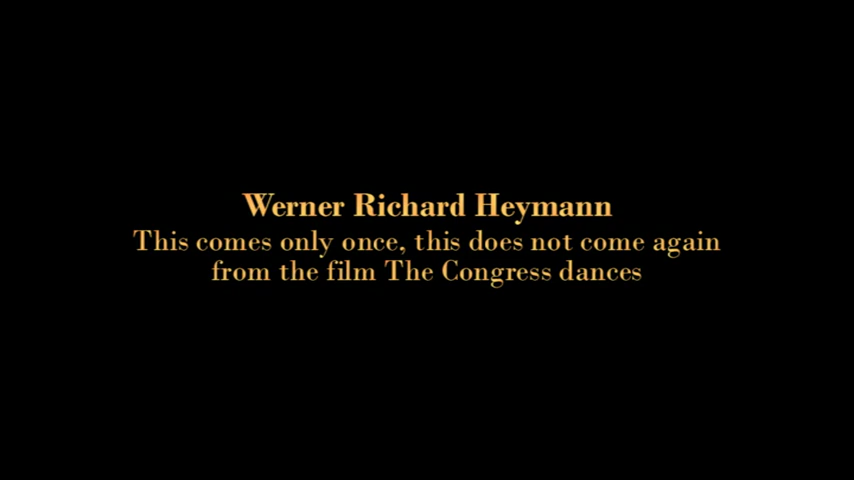 Werner Richard Heymann
This comes only once, this does not come again
from the film The Congress dances